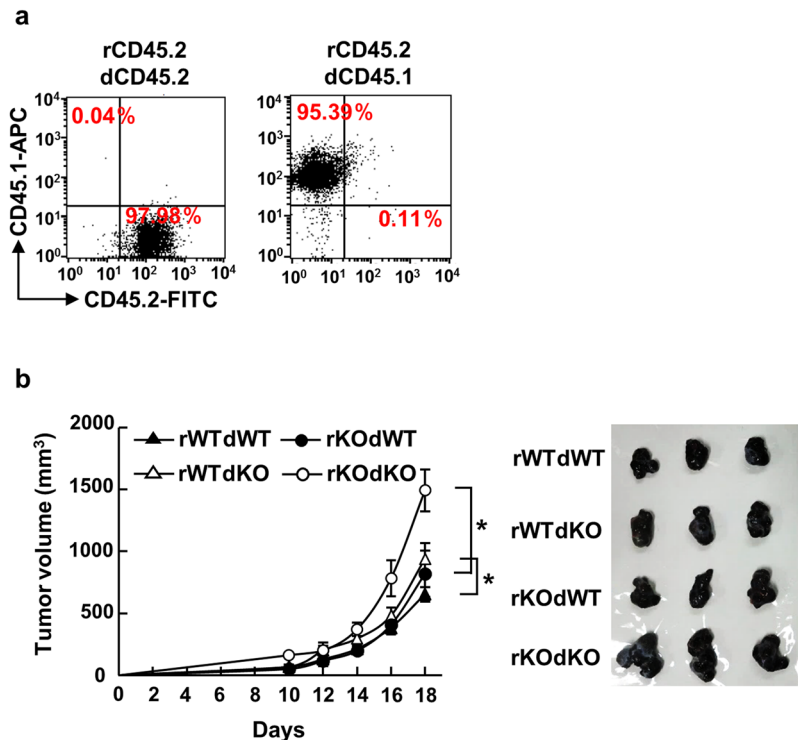 a
rCD45.2
dCD45.2
rCD45.2
dCD45.1
CD45.1-APC
10⁴
10³
10²
10¹
10⁰
0.04%
97.98%
10⁰ 10¹ 10² 10³ 10⁴
10⁴
10³
10²
10¹
10⁰
95.39%
0.11%
10⁰ 10¹ 10² 10³ 10⁴
CD45.2-FITC
b
Tumor volume (mm³)
2000
1500
1000
500
0
rWTdWT rKOdWT
rWTdKO rKOdKO
*
*
0 2 4 6 8 10 12 14 16 18
Days
rWTdWT
rWTdKO
rKOdWT
rKOdKO